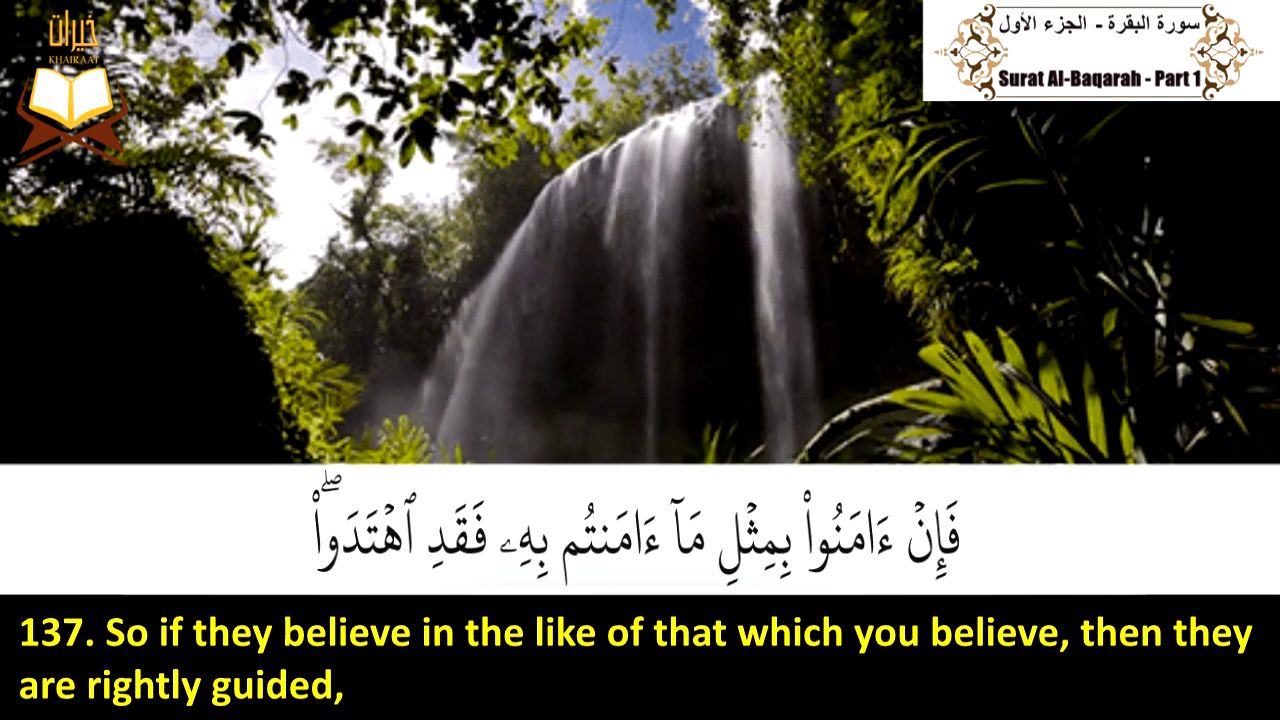 خيرات
KHAIRAAT
سورة البقرة - الجزء الأول
Surat Al-Baqarah - Part 1
فَإِنْ ءَامَنُوا۟ بِمِثْلِ مَآ ءَامَنتُم بِهِۦ فَقَدِ ٱهْتَدَوا۟ ۖ
137. So if they believe in the like of that which you believe, then they
are rightly guided,